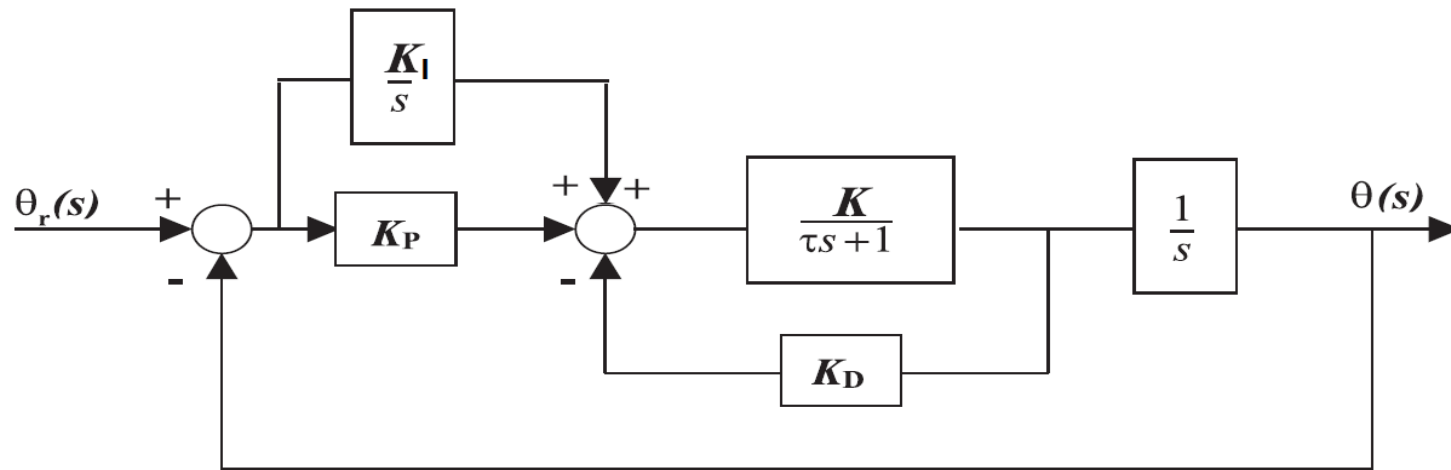 K_I
s
+ +
θ_r(s) +
K_P
K
τs + 1
1
s
θ(s)
-
-
K_D